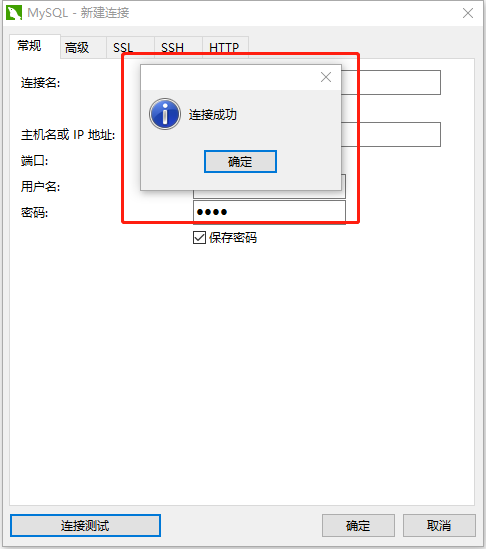 MySQL - 新建连接
常规 高级 SSL SSH HTTP
连接名:
连接成功
主机名或 IP 地址:
确定
端口:
用户名:
密码: ●●●●
保存密码
连接测试 确定 取消